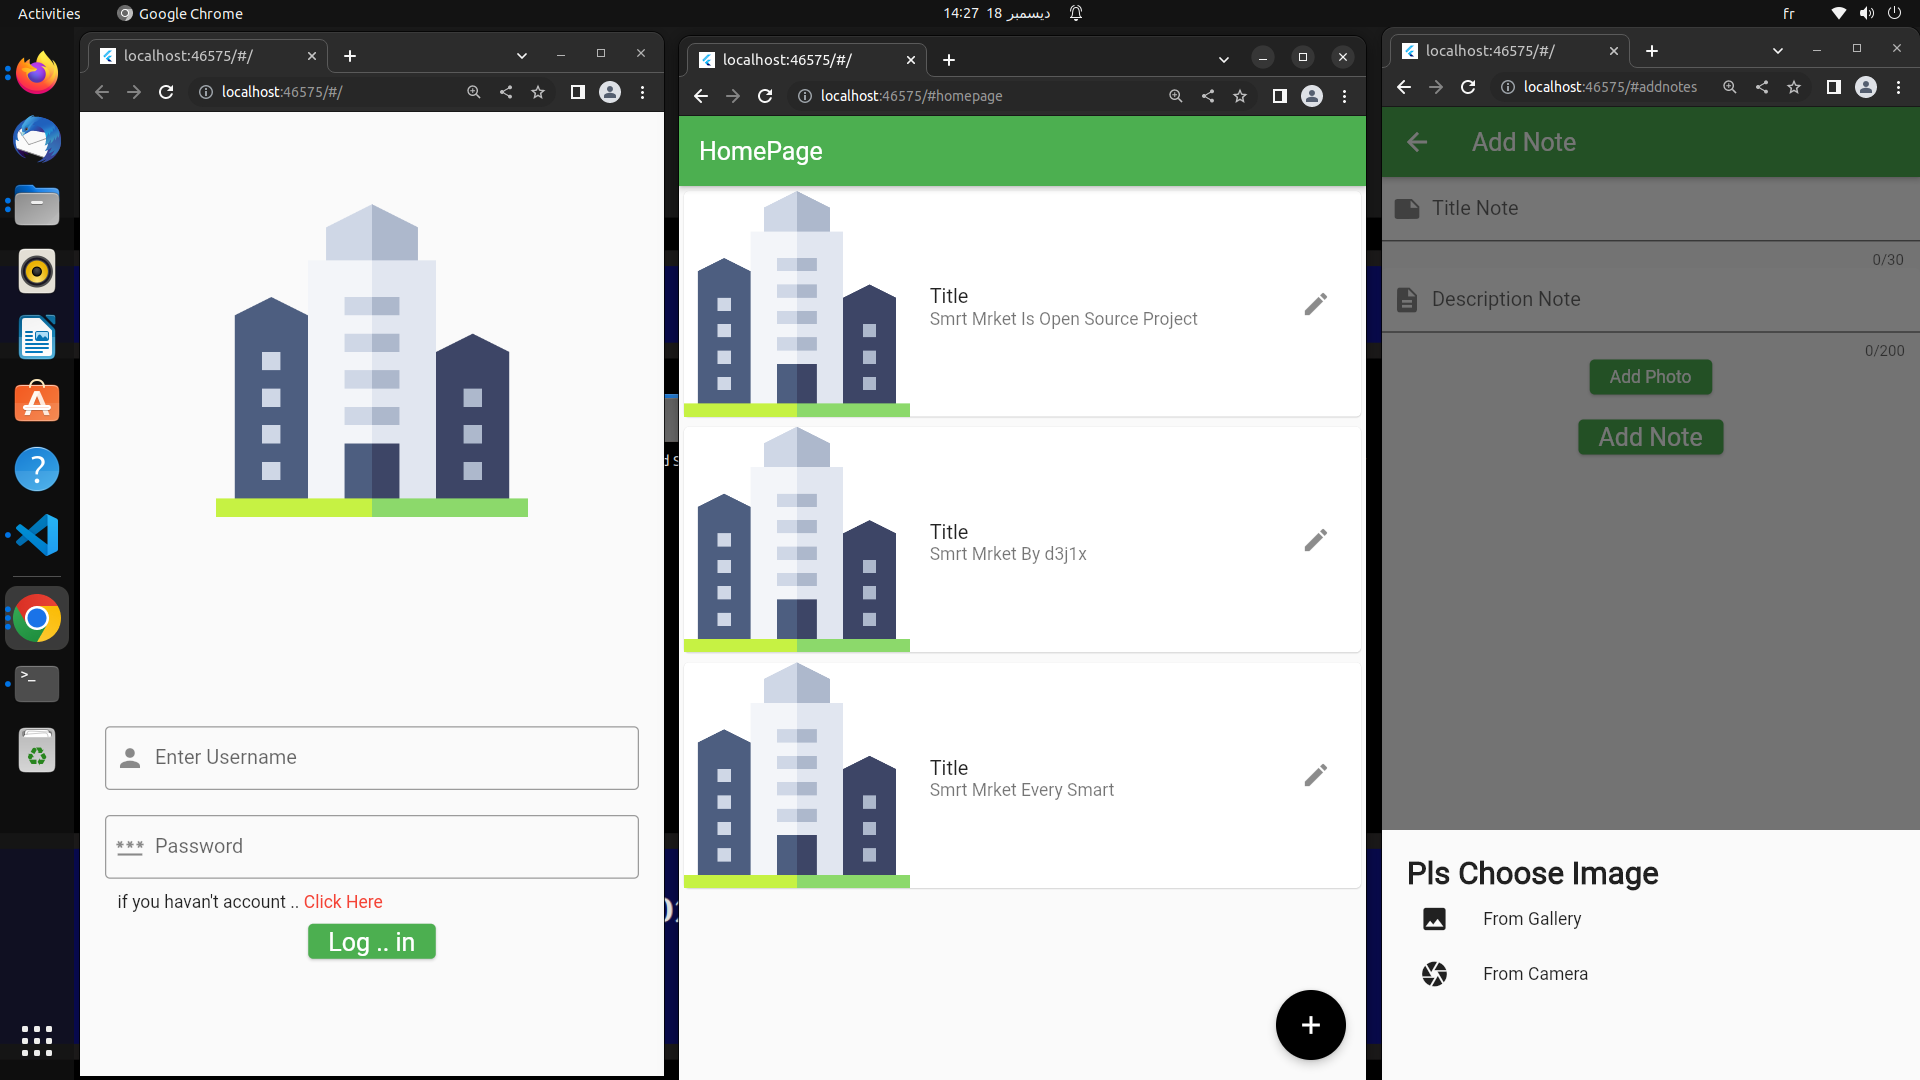 Activities
Google Chrome
14:27 18 ديسمبر
fr
localhost:46575/#/
localhost:46575/#/
Enter Username
*** Password
if you havan't account .. Click Here
Log .. in
localhost:46575/#/
localhost:46575/#homepage
HomePage
Title
Smrt Mrket Is Open Source Project
Title
Smrt Mrket By d3j1x
Title
Smrt Mrket Every Smart
+
localhost:46575/#/
localhost:46575/#addnotes
Add Note
Title Note
0/30
Description Note
0/200
Add Photo
Add Note
Pls Choose Image
From Gallery
From Camera